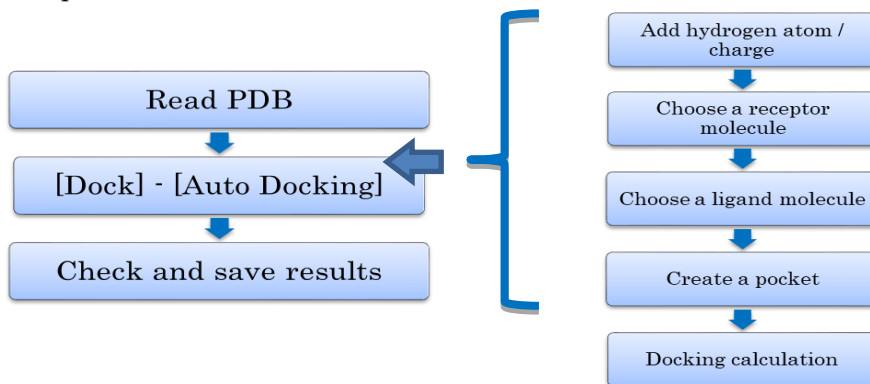 Read PDB
[Dock] - [Auto Docking]
Check and save results
Add hydrogen atom /
charge
Choose a receptor
molecule
Choose a ligand molecule
Create a pocket
Docking calculation